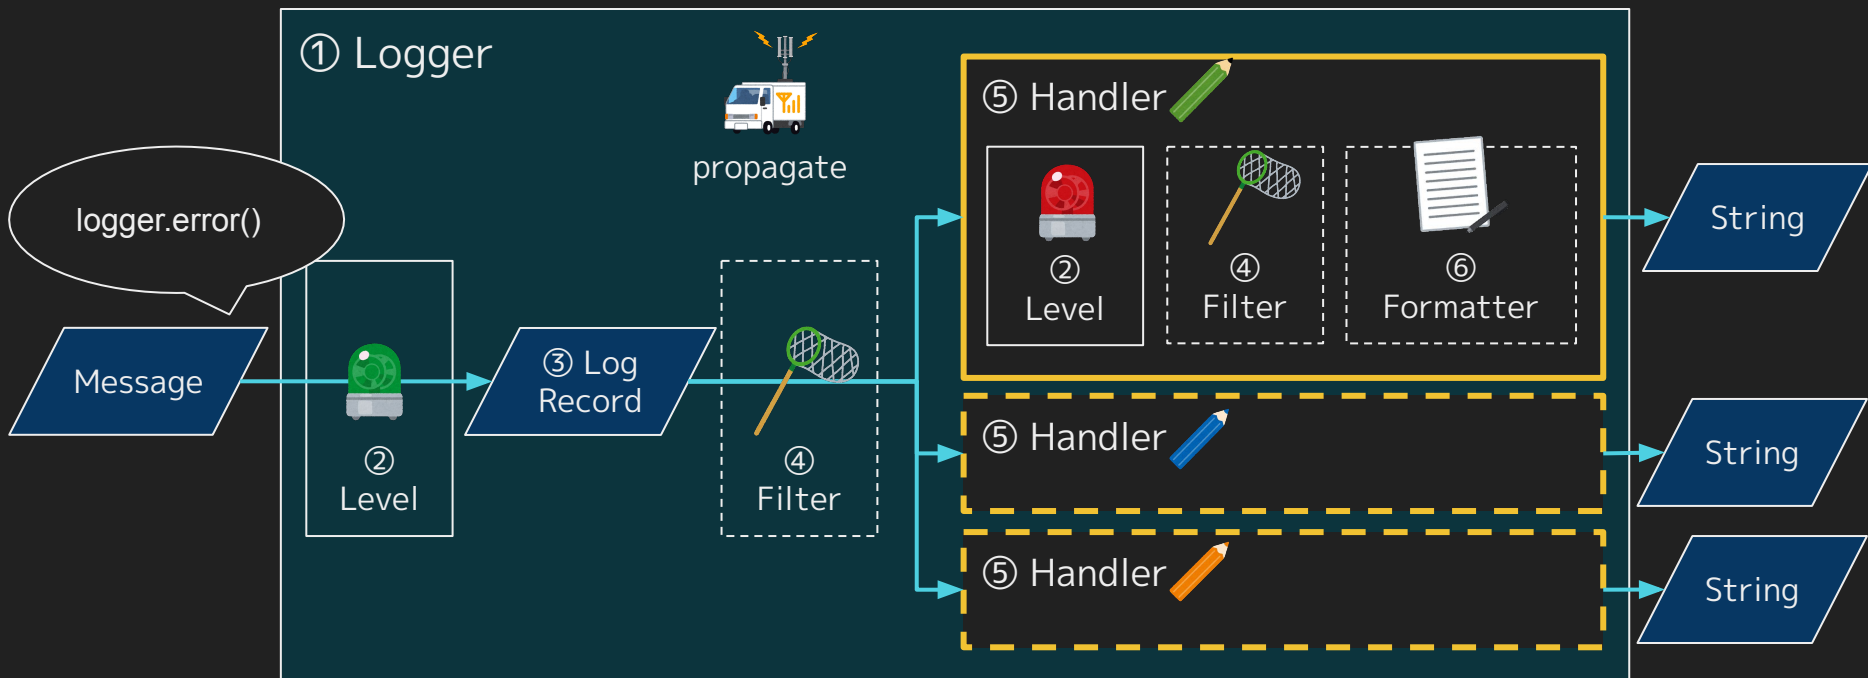 ① Logger
propagate
logger.error()
Message
②
Level
③ Log
Record
④
Filter
⑤ Handler
②
Level
④
Filter
⑥
Formatter
String
⑤ Handler
String
⑤ Handler
String